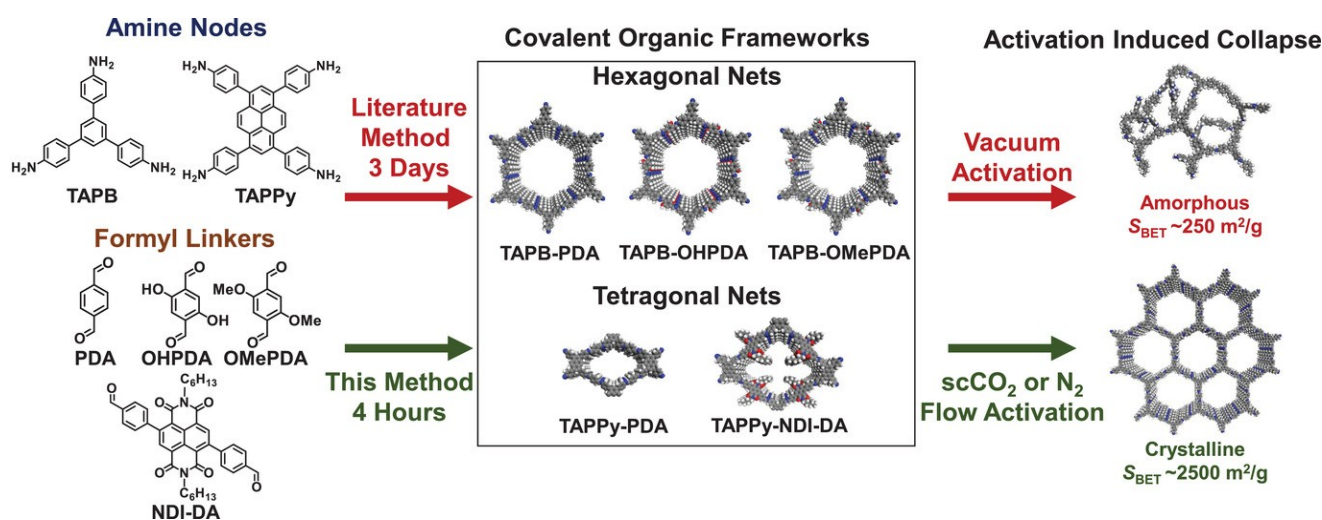 Amine Nodes
NH₂
NH₂
NH₂
H₂N
NH₂
H₂N
NH₂
TAPB
TAPPy
Formyl Linkers
O
O
PDA
O
HO
OH
O
OHPDA
O
MeO
OMe
O
OMePDA
C₆H₁₃
O
N
O
O
O
N
O
O
C₆H₁₃
NDI-DA
Literature
Method
3 Days
This Method
4 Hours
Covalent Organic Frameworks
Hexagonal Nets
TAPB-PDA
TAPB-OHPDA
TAPB-OMePDA
Tetragonal Nets
TAPPy-PDA
TAPPy-NDI-DA
Vacuum
Activation
scCO₂ or N₂
Flow Activation
Activation Induced Collapse
Amorphous
S_BET ~250 m²/g
Crystalline
S_BET ~2500 m²/g